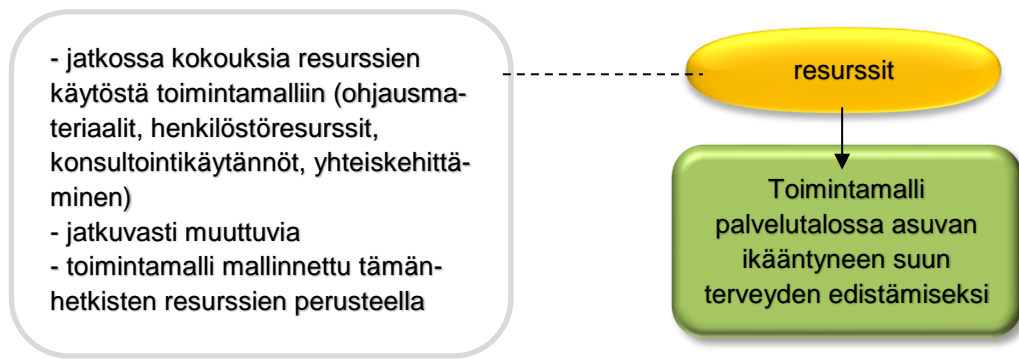 - jatkossa kokouksia resurssien
käytöstä toimintamalliin (ohjausma-
teriaalit, henkilöstöresurssit,
konsultointikäytännöt, yhteiskehittä-
minen)
- jatkuvasti muuttuvia
- toimintamalli mallinnettu tämän-
hetkisten resurssien perusteella
resurssit
Toimintamalli
palvelutalossa asuvan
ikääntyneen suun
terveyden edistämiseksi